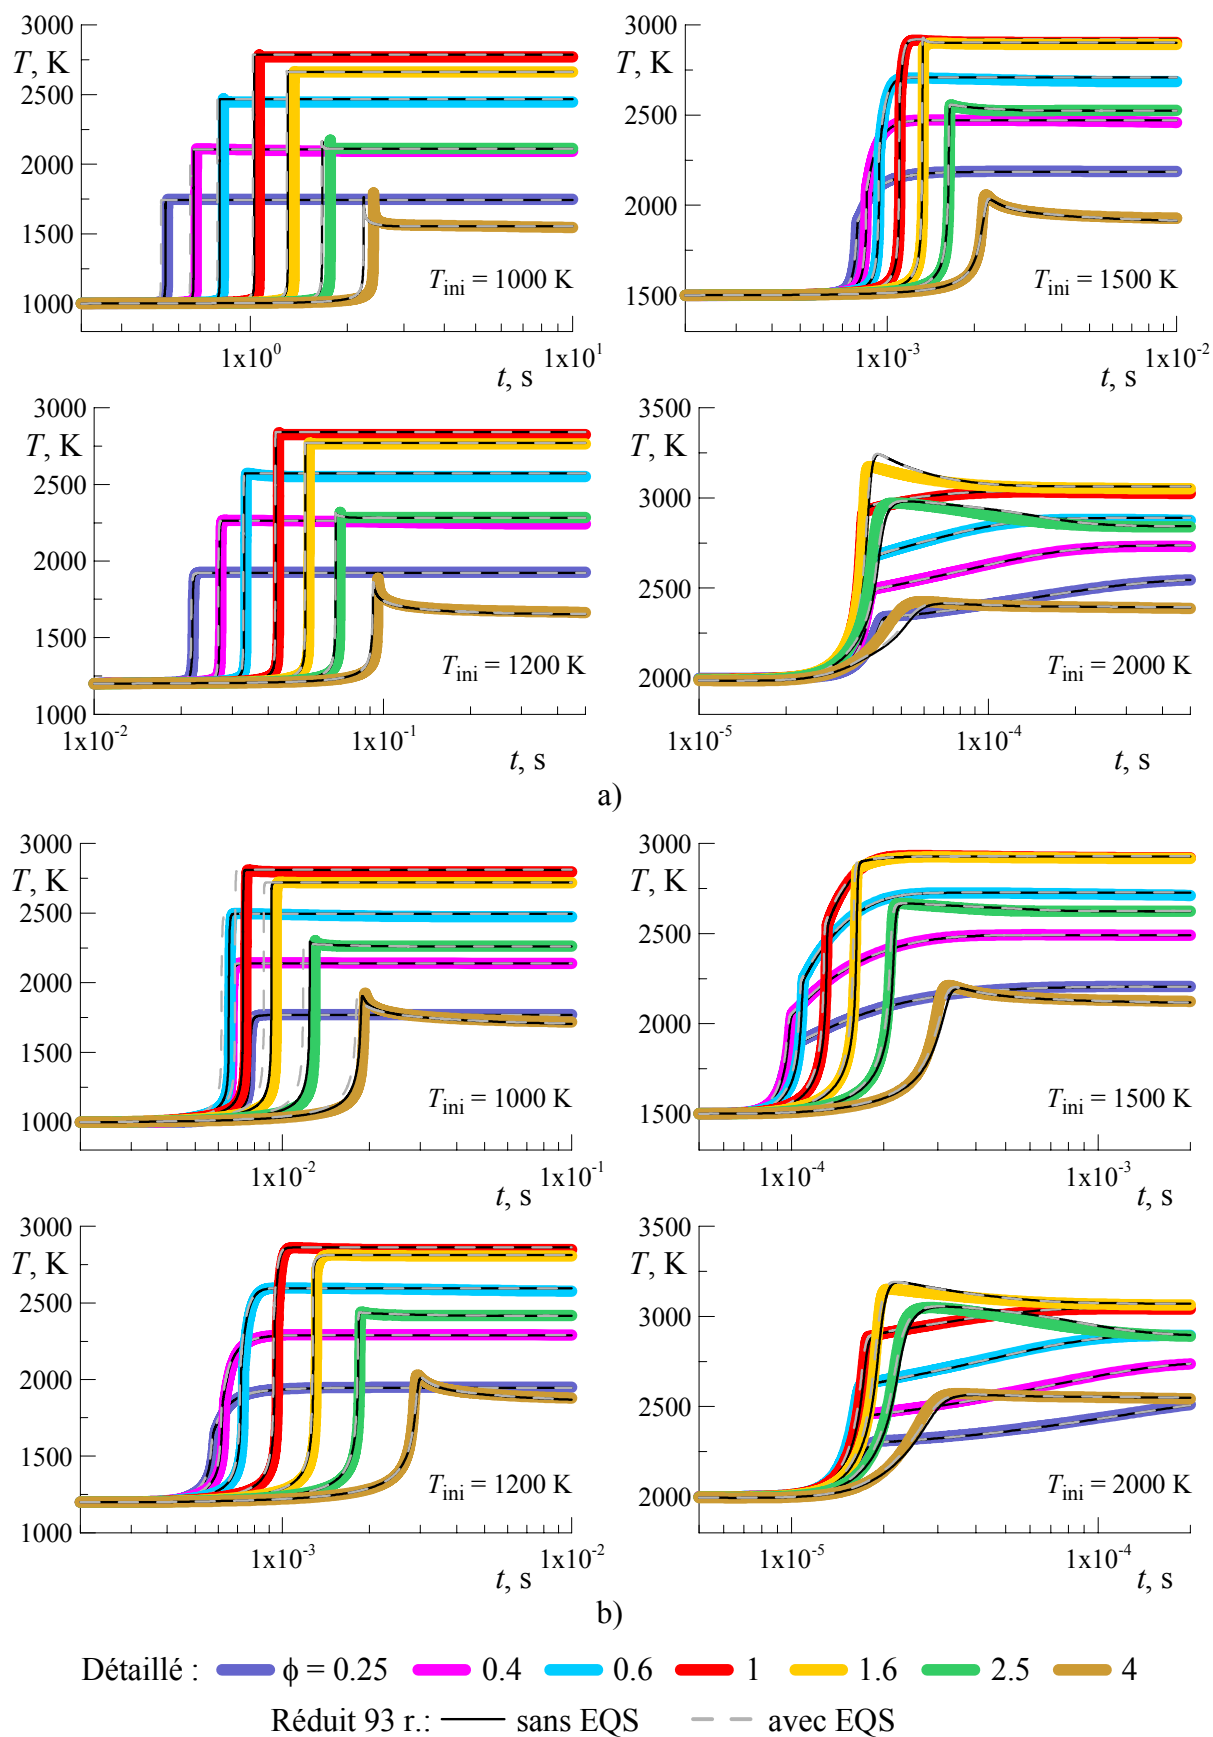 3000
T, K
2500
2000
1500
1000
T_ini = 1000 K
1x10^0
1x10^1
t, s
3000
T, K
2500
2000
1500
T_ini = 1500 K
1x10^-3
1x10^-2
t, s
3000
T, K
2500
2000
1500
1000
T_ini = 1200 K
1x10^-2
1x10^-1
t, s
3500
T, K
3000
2500
2000
T_ini = 2000 K
1x10^-5
1x10^-4
t, s
a)
3000
T, K
2500
2000
1500
1000
T_ini = 1000 K
1x10^-2
1x10^-1
t, s
3000
T, K
2500
2000
1500
T_ini = 1500 K
1x10^-4
1x10^-3
t, s
3000
T, K
2500
2000
1500
1000
T_ini = 1200 K
1x10^-3
1x10^-2
t, s
3500
T, K
3000
2500
2000
T_ini = 2000 K
1x10^-5
1x10^-4
t, s
b)
Détaillé : ϕ = 0.25 0.4 0.6 1 1.6 2.5 4
Réduit 93 r.: sans EQS avec EQS